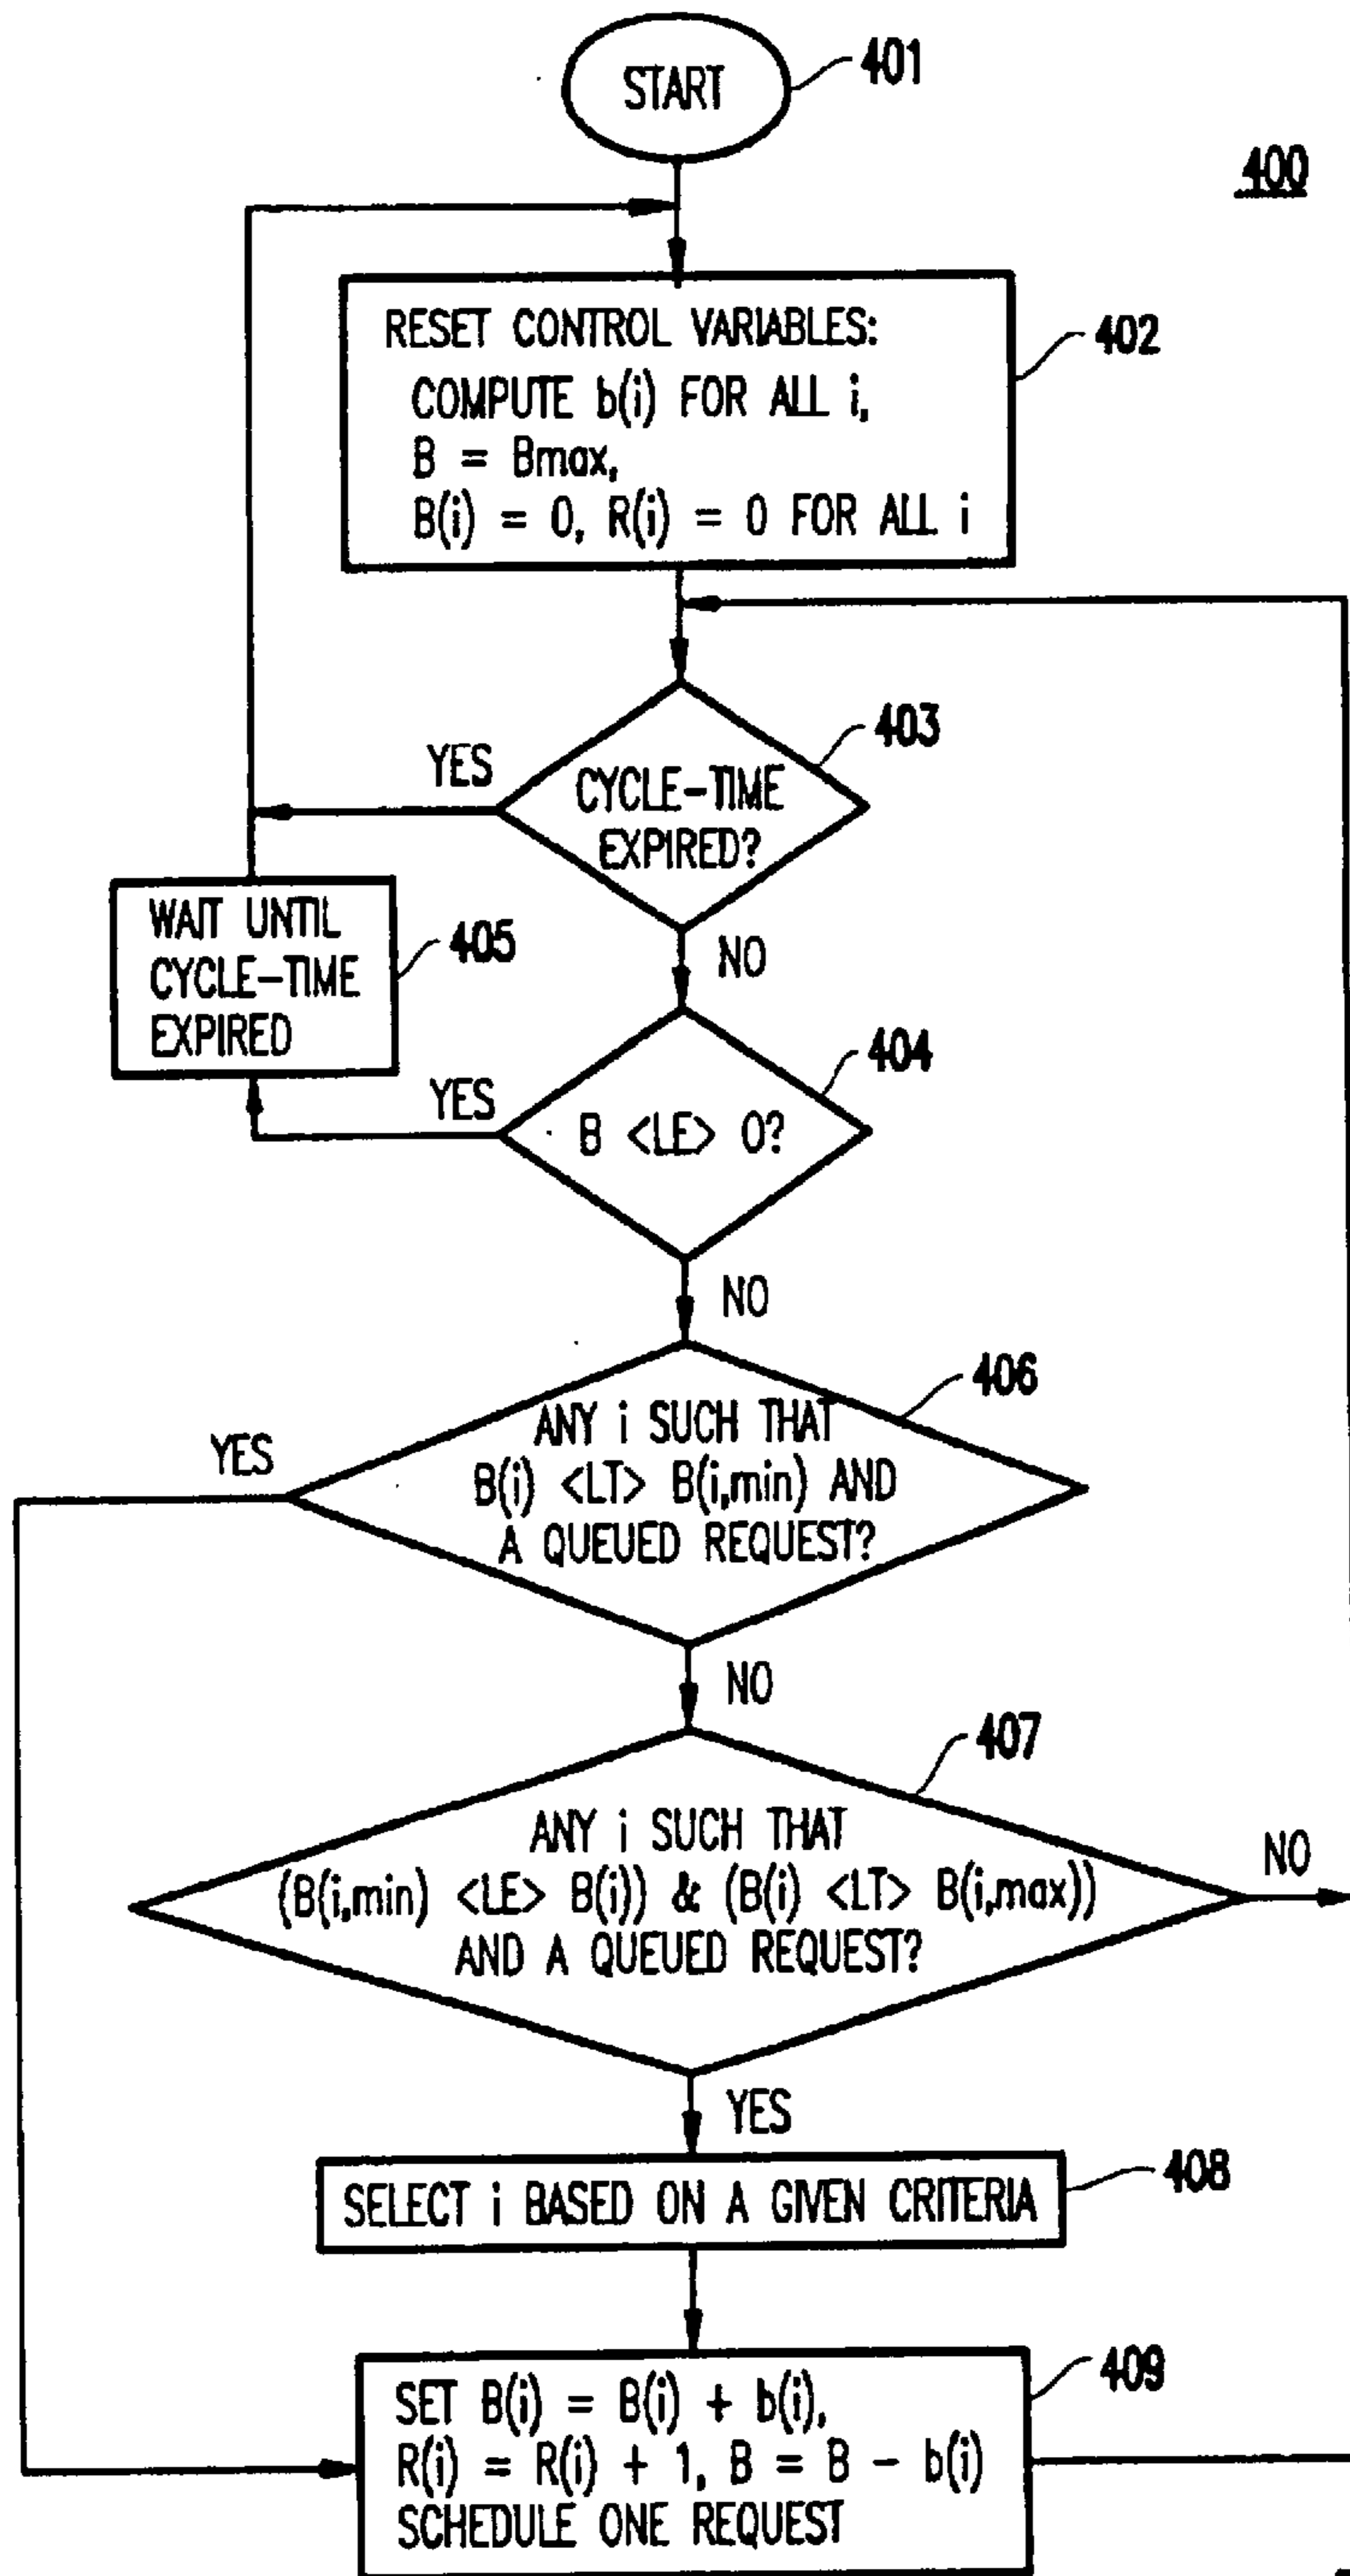 START
401
400
RESET CONTROL VARIABLES:
COMPUTE b(i) FOR ALL i,
B = Bmax,
B(i) = 0, R(i) = 0 FOR ALL i
402
403
YES
CYCLE-TIME
EXPIRED?
WAIT UNTIL
CYCLE-TIME
EXPIRED
405
NO
404
YES
B <LE> 0?
NO
406
YES
ANY i SUCH THAT
B(i) <LT> B(i,min) AND
A QUEUED REQUEST?
NO
407
ANY i SUCH THAT
(B(i,min) <LE> B(i)) & (B(i) <LT> B(i,max))
AND A QUEUED REQUEST?
NO
YES
SELECT i BASED ON A GIVEN CRITERIA
408
SET B(i) = B(i) + b(i),
R(i) = R(i) + 1, B = B - b(i)
SCHEDULE ONE REQUEST
409